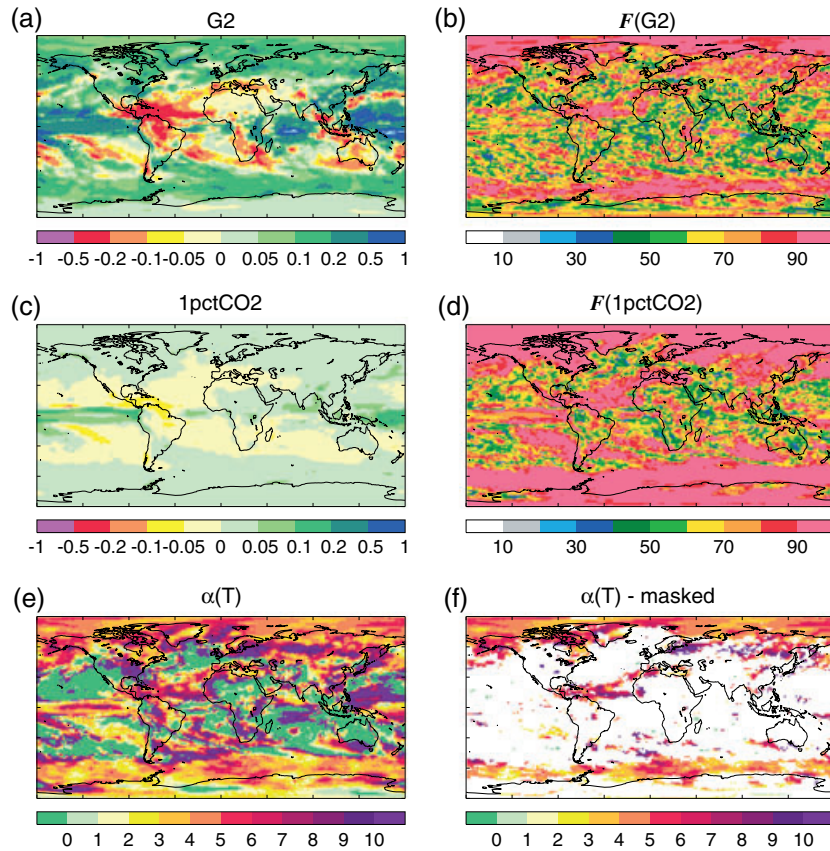 (a) G2
(b) F(G2)
-1 -0.5 -0.2 -0.1 -0.05 0 0.05 0.1 0.2 0.5 1
10 30 50 70 90
(c) 1pctCO2
(d) F(1pctCO2)
-1 -0.5 -0.2 -0.1 -0.05 0 0.05 0.1 0.2 0.5 1
10 30 50 70 90
(e) α(T)
(f) α(T) - masked
0 1 2 3 4 5 6 7 8 9 10
0 1 2 3 4 5 6 7 8 9 10